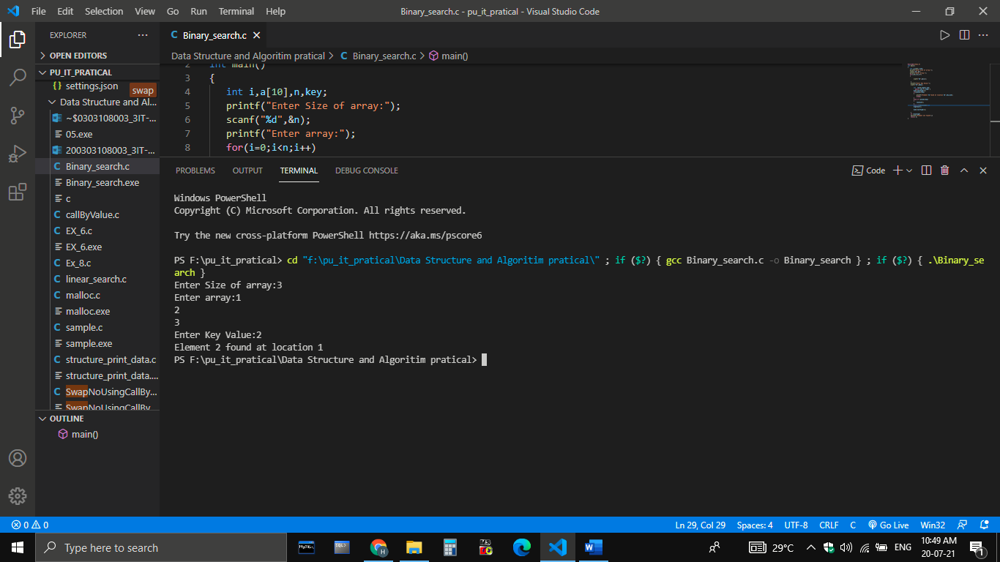 File Edit Selection View Go Run Terminal Help
Binary_search.c - pu_it_pratical - Visual Studio Code
EXPLORER
OPEN EDITORS
PU_IT_PRATICAL
{} settings.json
swap
Data Structure and Al...
~$0303108003_3IT-...
05.exe
200303108003_3IT-...
C Binary_search.c
Binary_search.exe
c
C callByValue.c
C EX_6.c
EX_6.exe
C Ex_8.c
C linear_search.c
C malloc.c
malloc.exe
C sample.c
sample.exe
C structure_print_data.c
structure_print_data....
C SwapNoUsingCallBy...
SwapNoUsingCallBy...
OUTLINE
main()
C Binary_search.c
Data Structure and Algoritim pratical > C Binary_search.c > main()
2 int main()
3 {
4 int i,a[10],n,key;
5 printf("Enter Size of array:");
6 scanf("%d",&n);
7 printf("Enter array:");
8 for(i=0;i<n;i++)
PROBLEMS OUTPUT TERMINAL DEBUG CONSOLE
Code
Windows PowerShell
Copyright (C) Microsoft Corporation. All rights reserved.
Try the new cross-platform PowerShell https://aka.ms/pscore6
PS F:\pu_it_pratical> cd "f:\pu_it_pratical\Data Structure and Algoritim pratical\" ; if ($?) { gcc Binary_search.c -o Binary_search } ; if ($?) { .\Binary_se
arch }
Enter Size of array:3
Enter array:1
2
3
Enter Key Value:2
Element 2 found at location 1
PS F:\pu_it_pratical\Data Structure and Algoritim pratical>
0 0
Ln 29, Col 29 Spaces: 4 UTF-8 CRLF C Go Live Win32
Type here to search
29°C
ENG
10:49 AM
20-07-21
1